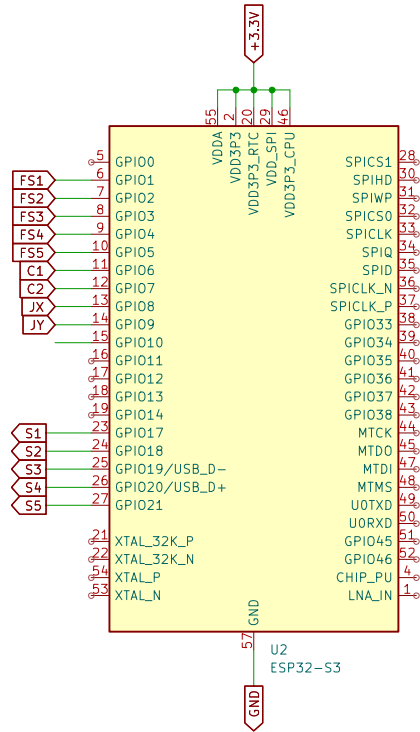 +3.3V
55 VDDA
2 VDD3P3
20 VDD3P3_RTC
29 VDD_SPI
46 VDD3P3_CPU
5 GPIO0 SPICS1 28
FS1 6 GPIO1 SPIHD 30
FS2 7 GPIO2 SPIWP 31
FS3 8 GPIO3 SPICS0 32
FS4 9 GPIO4 SPICLK 33
FS5 10 GPIO5 SPIQ 34
C1 11 GPIO6 SPID 35
C2 12 GPIO7 SPICLK_N 36
JX 13 GPIO8 SPICLK_P 37
JY 14 GPIO9 GPIO33 38
15 GPIO10 GPIO34 39
16 GPIO11 GPIO35 40
17 GPIO12 GPIO36 41
18 GPIO13 GPIO37 42
19 GPIO14 GPIO38 43
S1 23 GPIO17 MTCK 44
S2 24 GPIO18 MTDO 45
S3 25 GPIO19/USB_D- MTDI 47
S4 26 GPIO20/USB_D+ MTMS 48
S5 27 GPIO21 U0TXD 49
U0RXD 50
21 XTAL_32K_P GPIO45 51
22 XTAL_32K_N GPIO46 52
54 XTAL_P CHIP_PU 4
53 XTAL_N LNA_IN 1
GND
57
U2
ESP32-S3
GND